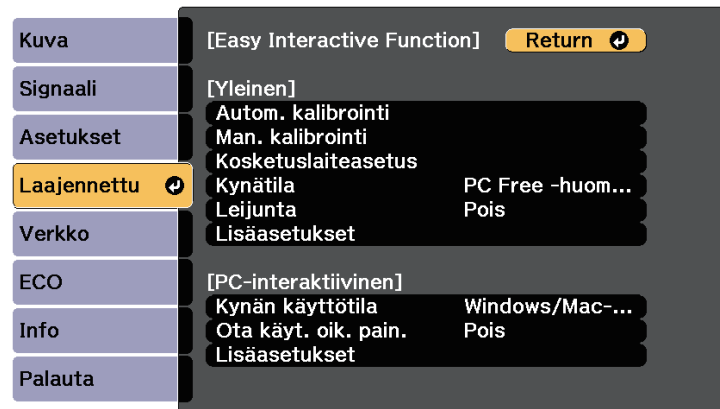 Kuva
Signaali
Asetukset
Laajennettu
Verkko
ECO
Info
Palauta
[Easy Interactive Function] Return
[Yleinen]
Autom. kalibrointi
Man. kalibrointi
Kosketuslaiteasetus
Kynätila PC Free -huom...
Leijunta Pois
Lisäasetukset
[PC-interaktiivinen]
Kynän käyttötila Windows/Mac-...
Ota käyt. oik. pain. Pois
Lisäasetukset